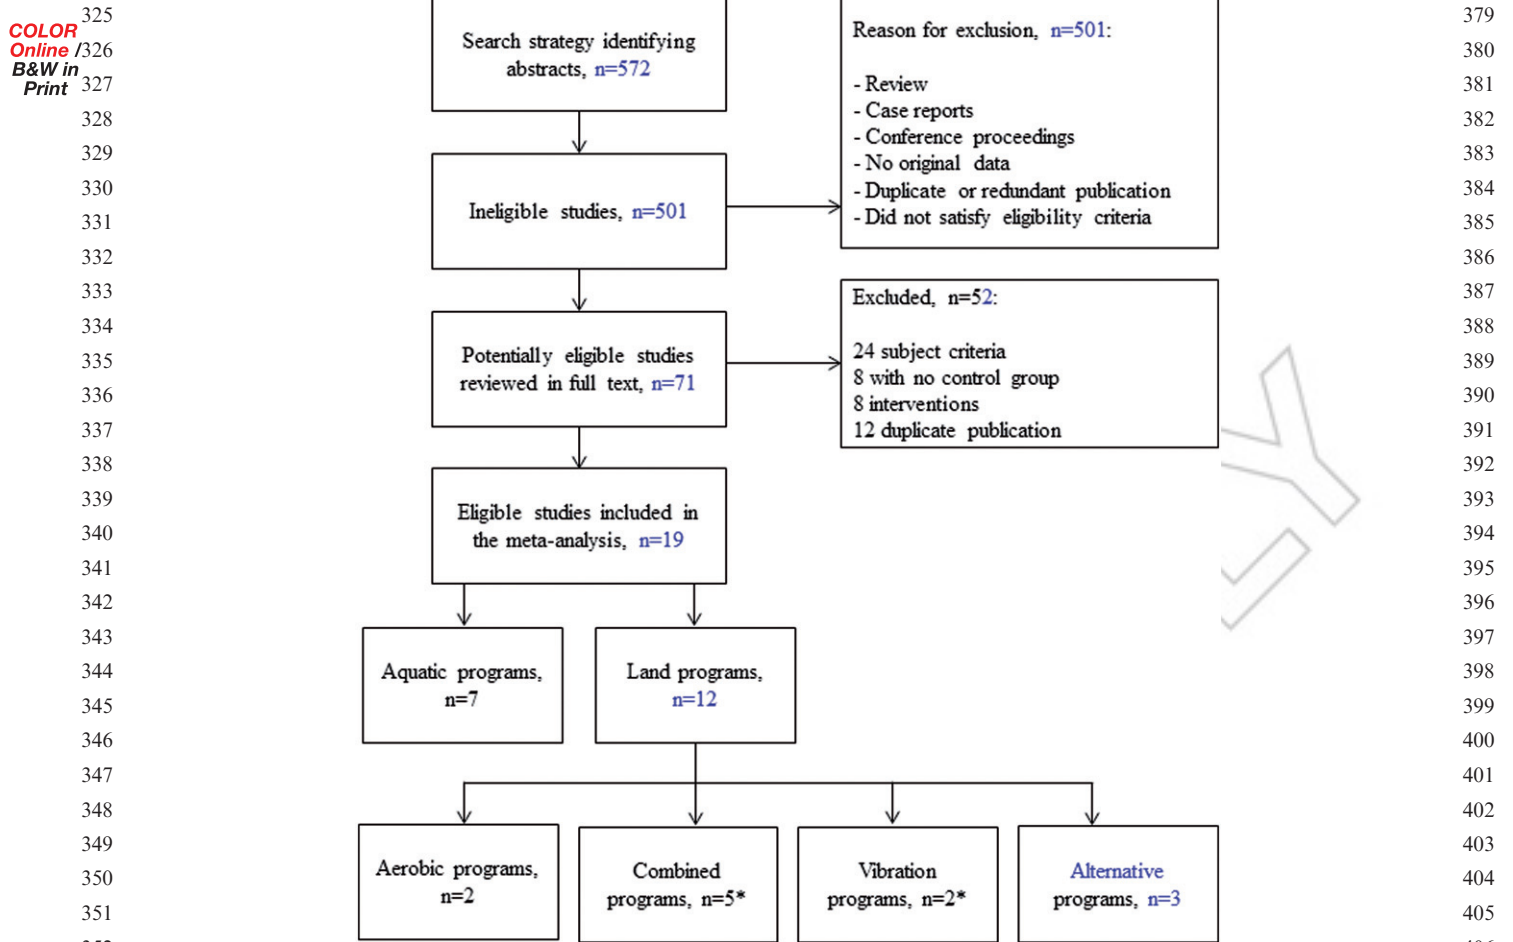 COLOR
Online /
B&W in
Print
325
326
327
328
329
330
331
332
333
334
335
336
337
338
339
340
341
342
343
344
345
346
347
348
349
350
351
Search strategy identifying
abstracts, n=572
Reason for exclusion, n=501:
- Review
- Case reports
- Conference proceedings
- No original data
- Duplicate or redundant publication
- Did not satisfy eligibility criteria
Ineligible studies, n=501
Potentially eligible studies
reviewed in full text, n=71
Excluded, n=52:
24 subject criteria
8 with no control group
8 interventions
12 duplicate publication
Eligible studies included in
the meta-analysis, n=19
Aquatic programs,
n=7
Land programs,
n=12
Aerobic programs,
n=2
Combined
programs, n=5*
Vibration
programs, n=2*
Alternative
programs, n=3
379
380
381
382
383
384
385
386
387
388
389
390
391
392
393
394
395
396
397
398
399
400
401
402
403
404
405